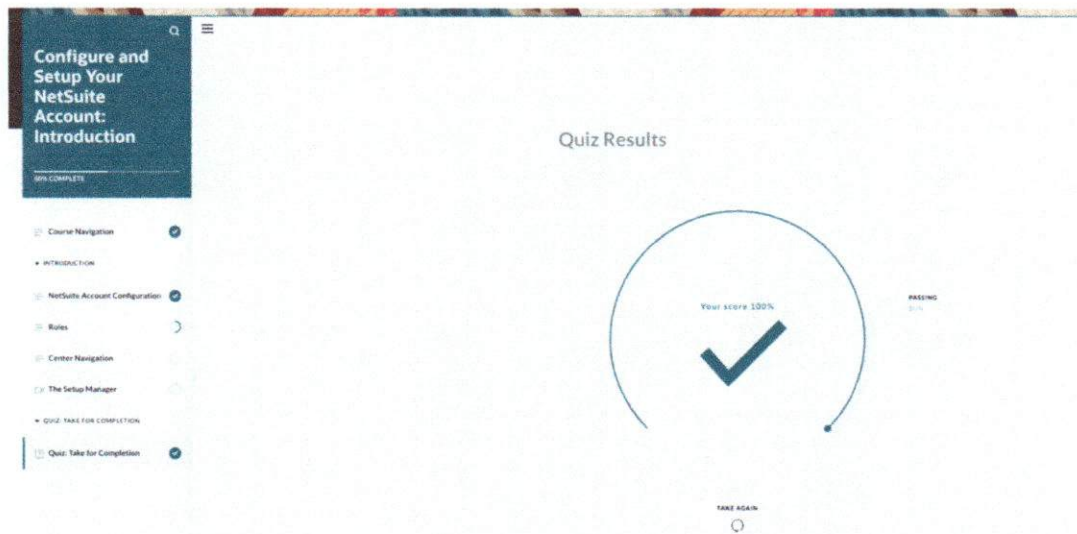 Configure and
Setup Your
NetSuite
Account:
Introduction
COMPLETE
Course Navigation
INTRODUCTION
NetSuite Account Configuration
Roles
Center Navigation
The Setup Manager
QUIZ: TAKE FOR COMPLETION
Quiz: Take for Completion
Quiz Results
Your score 100%
PASSING
TAKE AGAIN